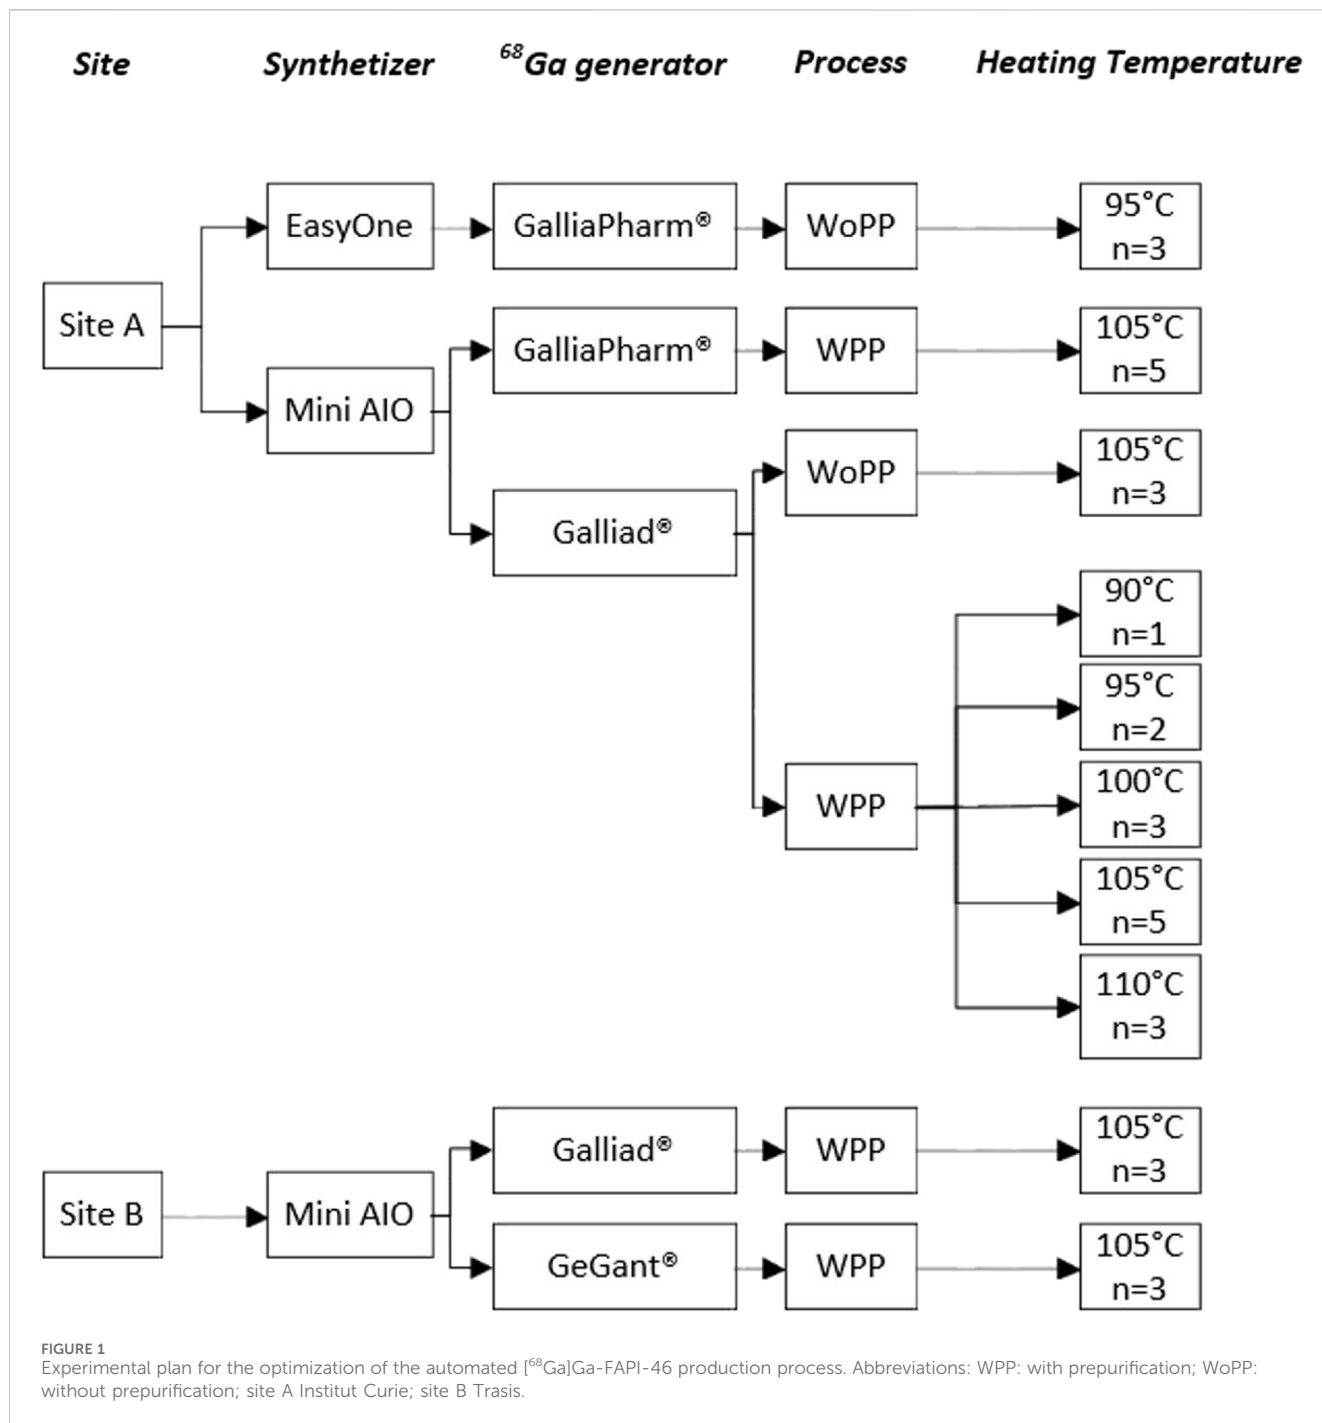 Site Synthetizer ⁶⁸Ga generator Process Heating Temperature
EasyOne GalliaPharm® WoPP 95°C
n=3
Site A
GalliaPharm® WPP 105°C
n=5
Mini AIO
Galliad® WoPP 105°C
n=3
90°C
n=1
95°C
n=2
WPP 100°C
n=3
105°C
n=5
110°C
n=3
Galliad® WPP 105°C
n=3
Site B Mini AIO
GeGant® WPP 105°C
n=3
FIGURE 1
Experimental plan for the optimization of the automated [⁶⁸Ga]Ga-FAPI-46 production process. Abbreviations: WPP: with prepurification; WoPP:
without prepurification; site A Institut Curie; site B Trasis.